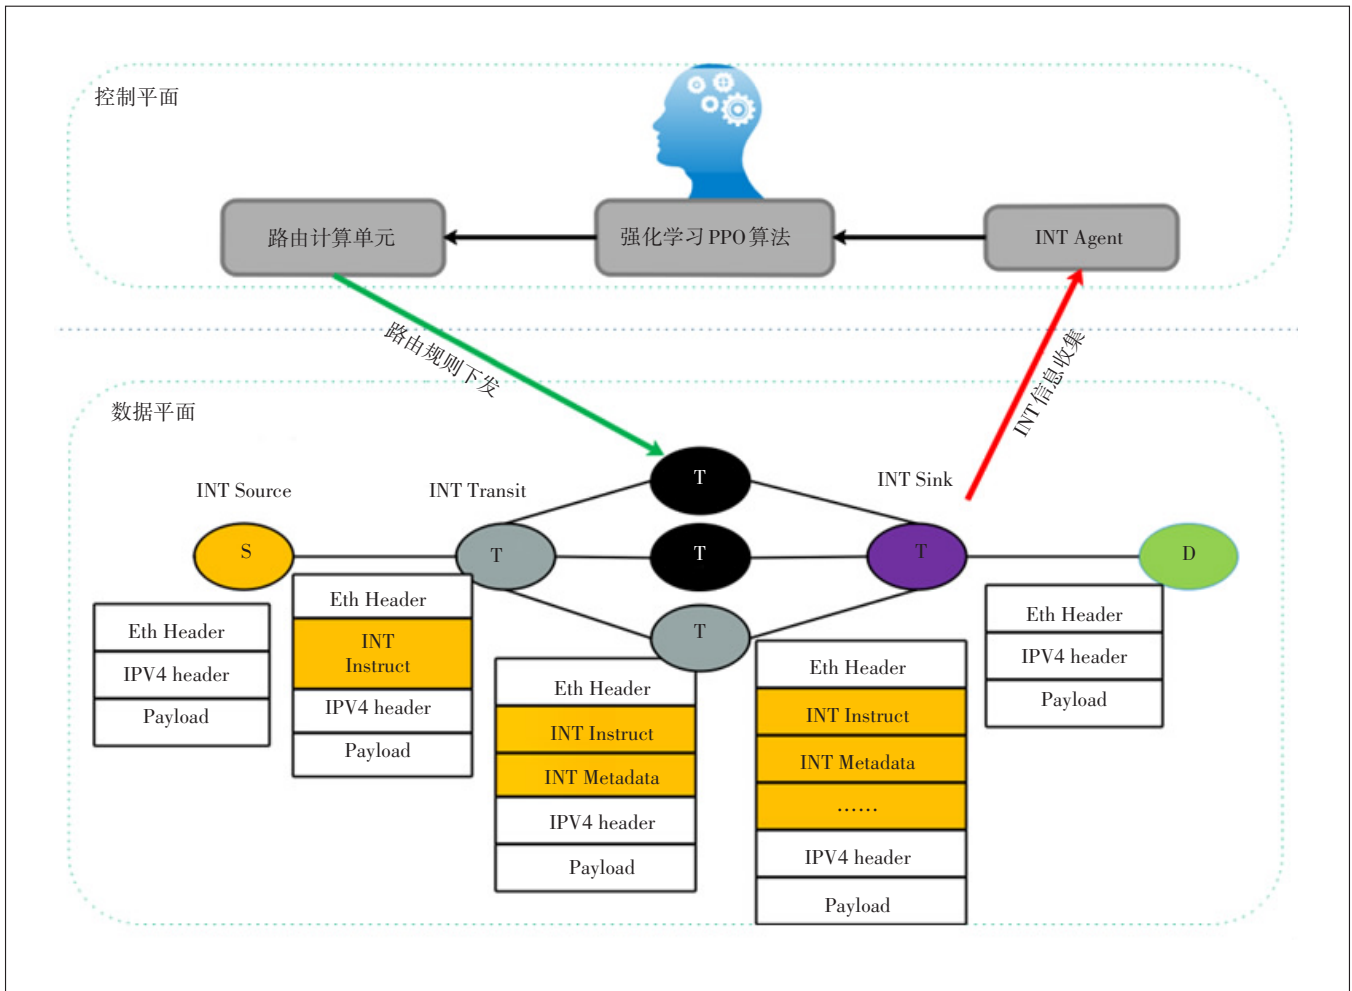 控制平面
路由计算单元
强化学习PPO算法
INT Agent
路由规则下发
INT信息收集
数据平面
INT Source
INT Transit
INT Sink
T
S
T
T
T
D
T
Eth Header
IPV4 header
Payload
Eth Header
INT
Instruct
IPV4 header
Payload
Eth Header
INT Instruct
INT Metadata
IPV4 header
Payload
Eth Header
INT Instruct
INT Metadata
……
IPV4 header
Payload
Eth Header
IPV4 header
Payload